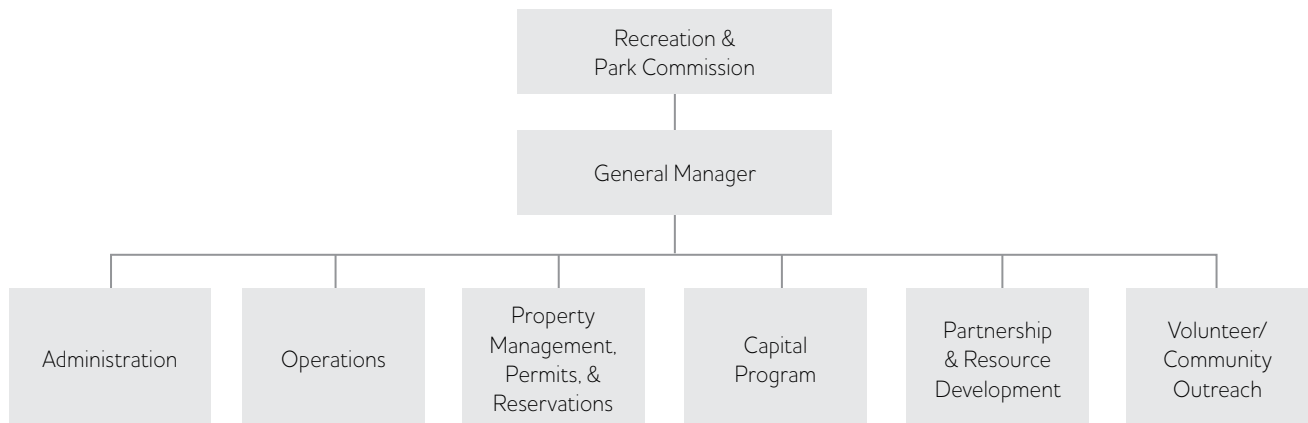 Recreation &
Park Commission
General Manager
Administration
Operations
Property
Management,
Permits, &
Reservations
Capital
Program
Partnership
& Resource
Development
Volunteer/
Community
Outreach